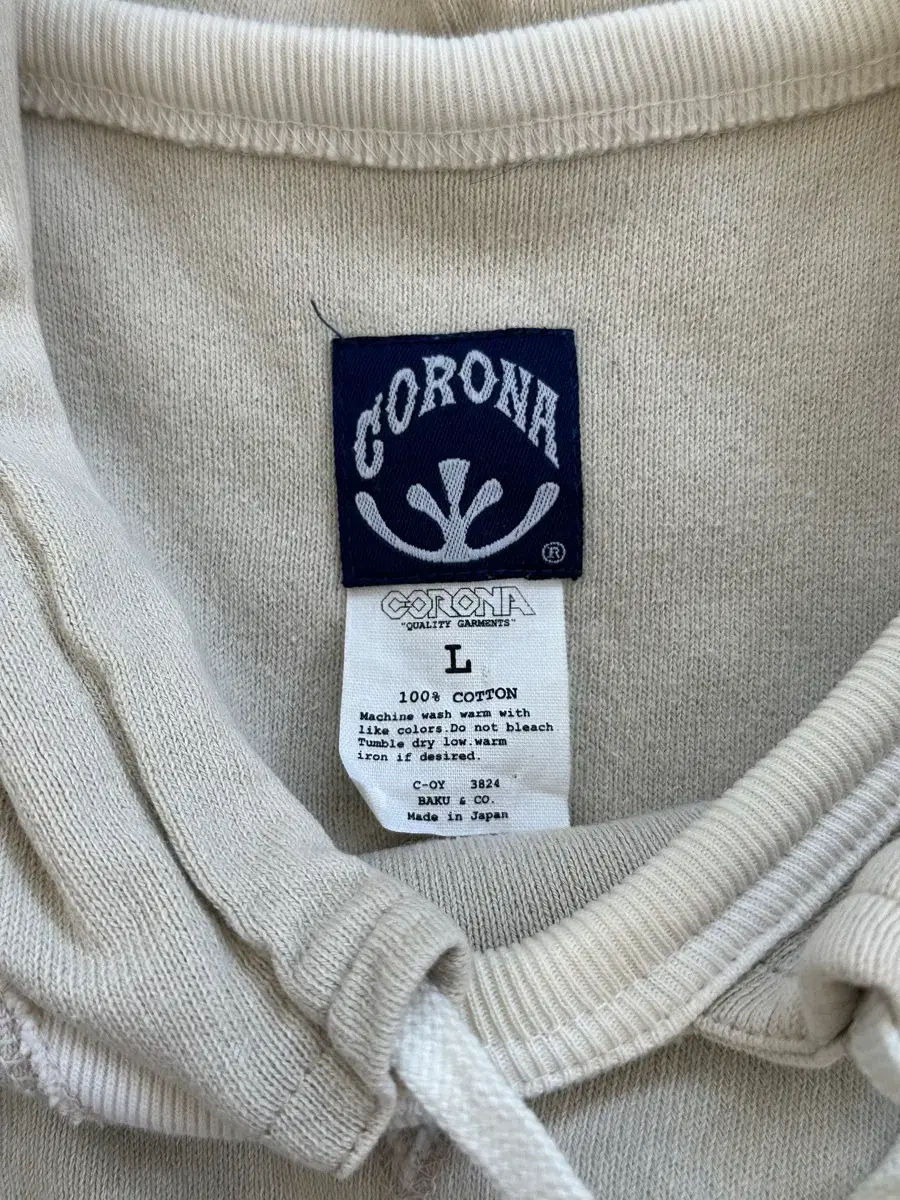 CORONA
®
CORONA
"QUALITY GARMENTS"
L
100% COTTON
Machine wash warm with
like colors.Do not bleach
Tumble dry low.warm
iron if desired.
C-OY 3824
BAKU & CO.
Made in Japan